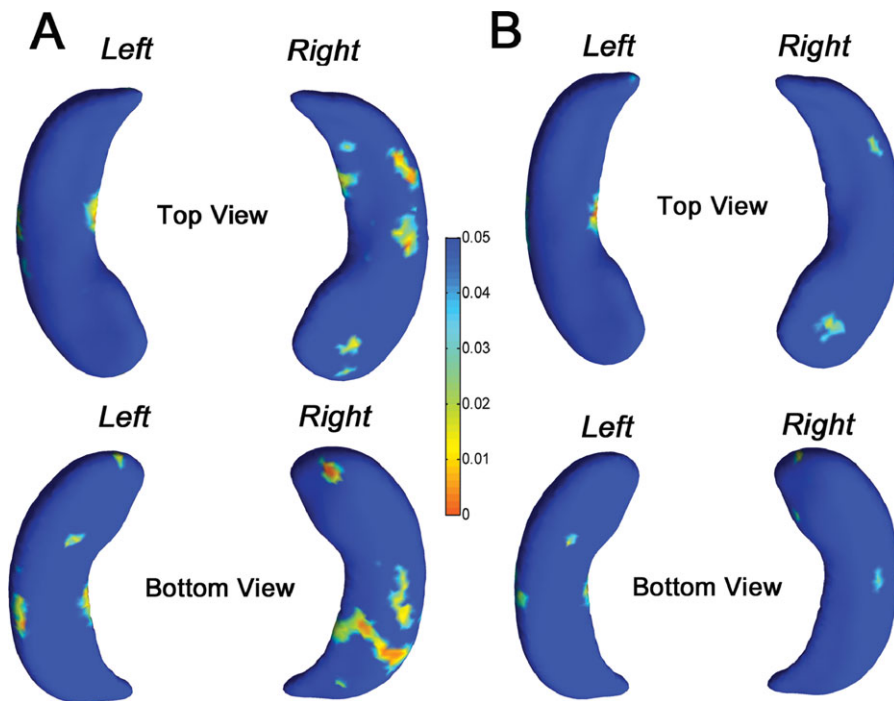 A
Left
Right
Top View
Left
Right
Bottom View
0.05
0.04
0.03
0.02
0.01
0
B
Left
Right
Top View
Left
Right
Bottom View